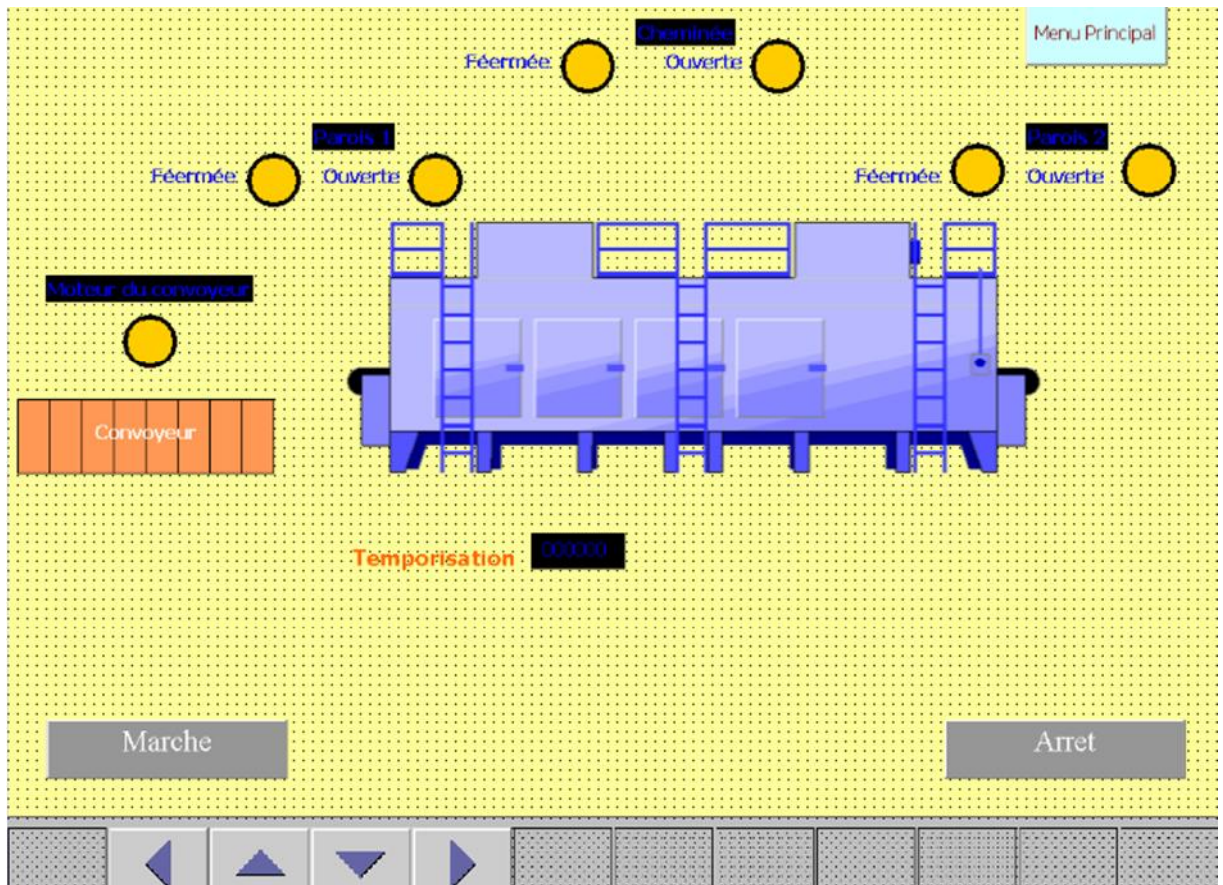 Cheminée
Menu Principal
Féermée
Ouverte
Parois 1
Parois 2
Féermée
Ouverte
Féermée
Ouverte
Moteur du convoyeur
Convoyeur
Temporisation
000000
Marche
Arret